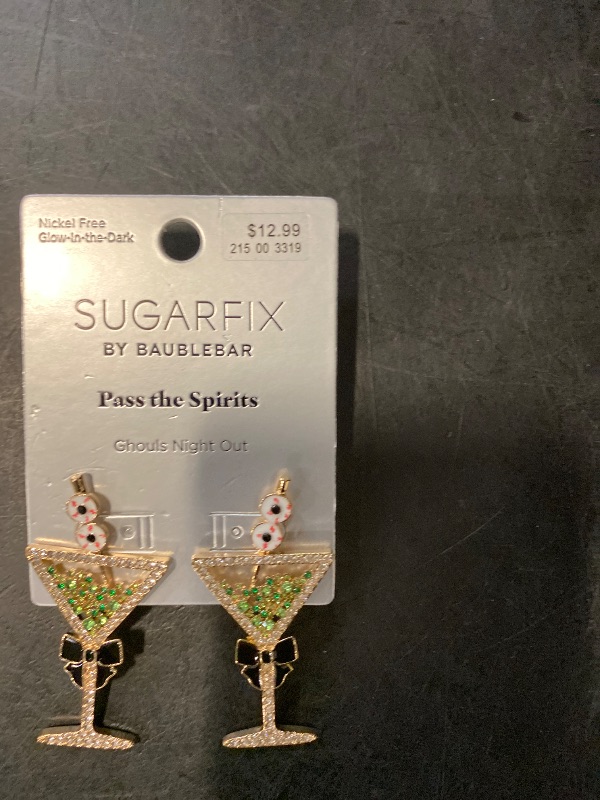 Nickel Free
Glow-in-the-Dark
$12.99
215 00 3319
SUGARFIX
BY BAUBLEBAR
Pass the Spirits
Ghouls Night Out